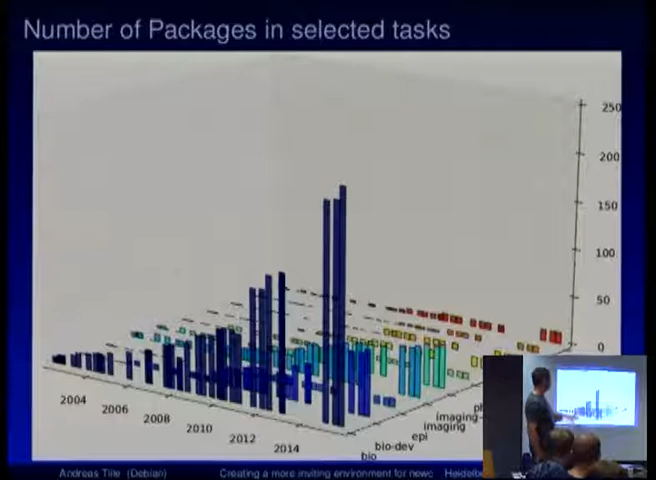 Number of Packages in selected tasks
250
200
150
100
50
0
2004
2006
2008
2010
2012
2014
imaging-
imaging
epi
bio-dev
bio
Andreas Tille (Debian) Creating a more inviting environment for newc Heidelbe